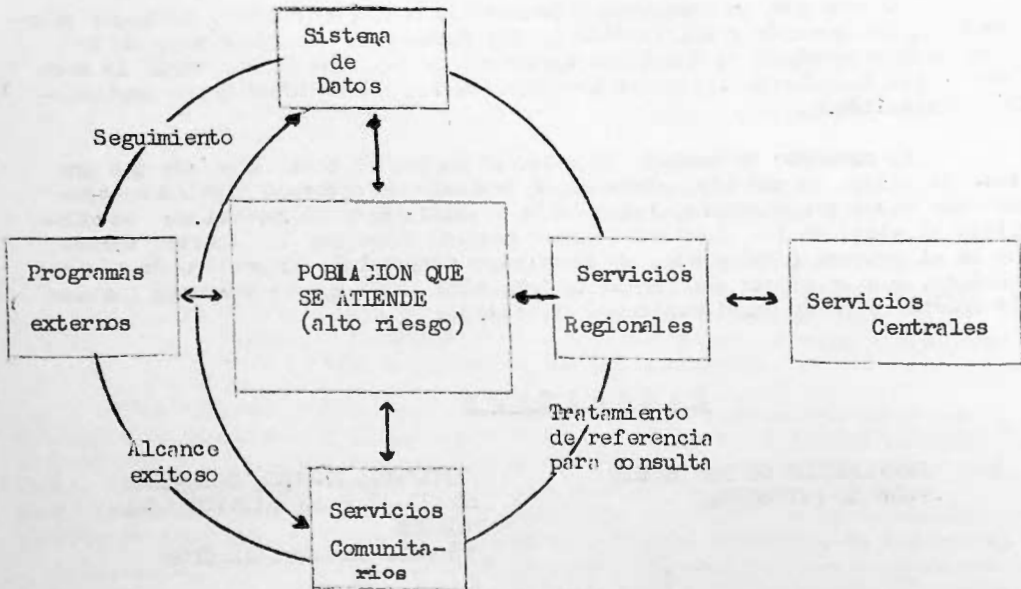 Sistema
de
Datos
Seguimiento
Programas
externos
POBLACIÓN QUE
SE ATIENDE
(alto riesgo)
Servicios
Regionales
Servicios
Centrales
Alcance
exitoso
Tratamiento
de referencia
para consulta
Servicios
Comunita-
rios